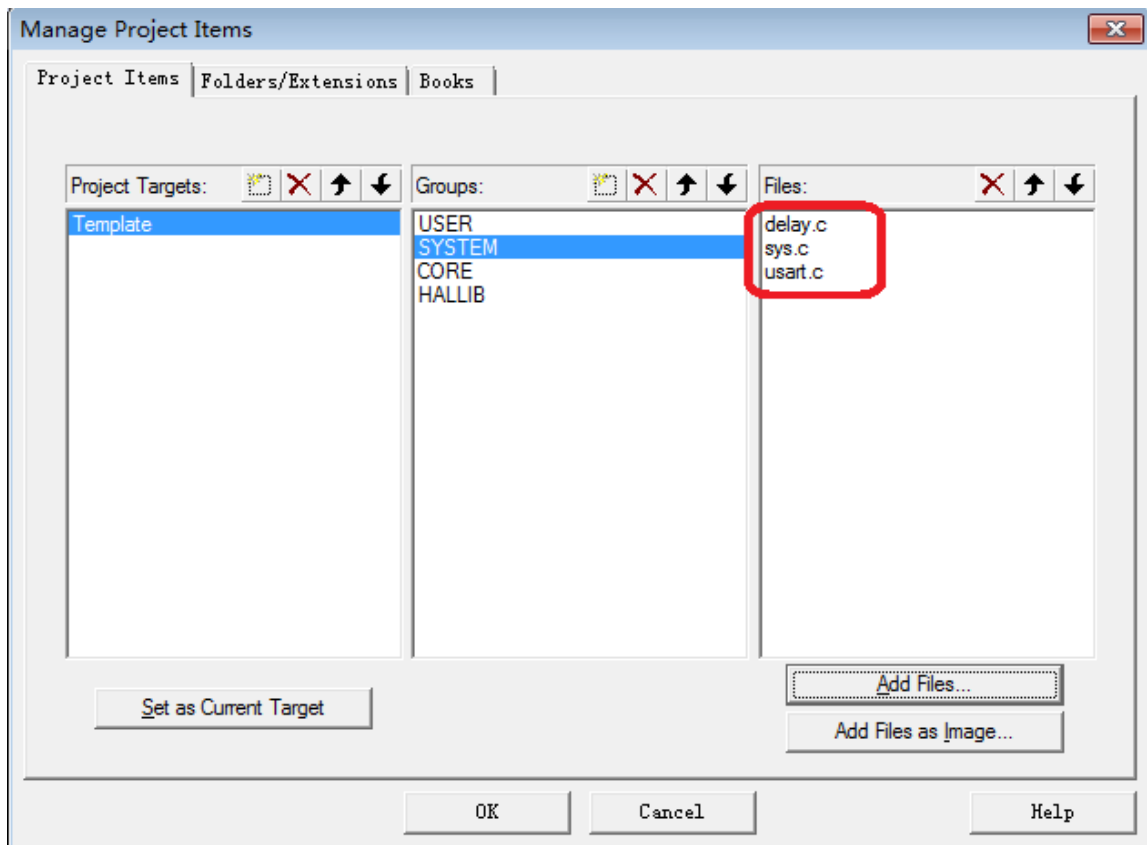 Manage Project Items
Project Items Folders/Extensions Books
Project Targets: Groups: Files:
Template USER delay.c
SYSTEM sys.c
CORE usart.c
HALLIB
Add Files...
Set as Current Target
Add Files as Image...
OK Cancel Help